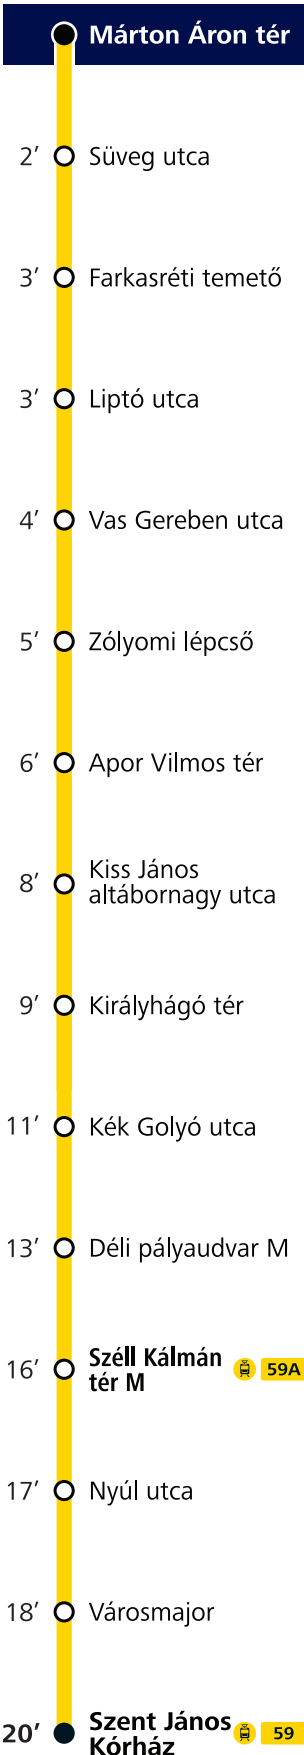 Márton Áron tér
2′ Süveg utca
3′ Farkasréti temető
3′ Liptó utca
4′ Vas Gereben utca
5′ Zólyomi lépcső
6′ Apor Vilmos tér
8′ Kiss János
altábornagy utca
9′ Királyhágó tér
11′ Kék Golyó utca
13′ Déli pályaudvar M
16′ Széll Kálmán
tér M 59A
17′ Nyúl utca
18′ Városmajor
20′ Szent János
Kórház 59